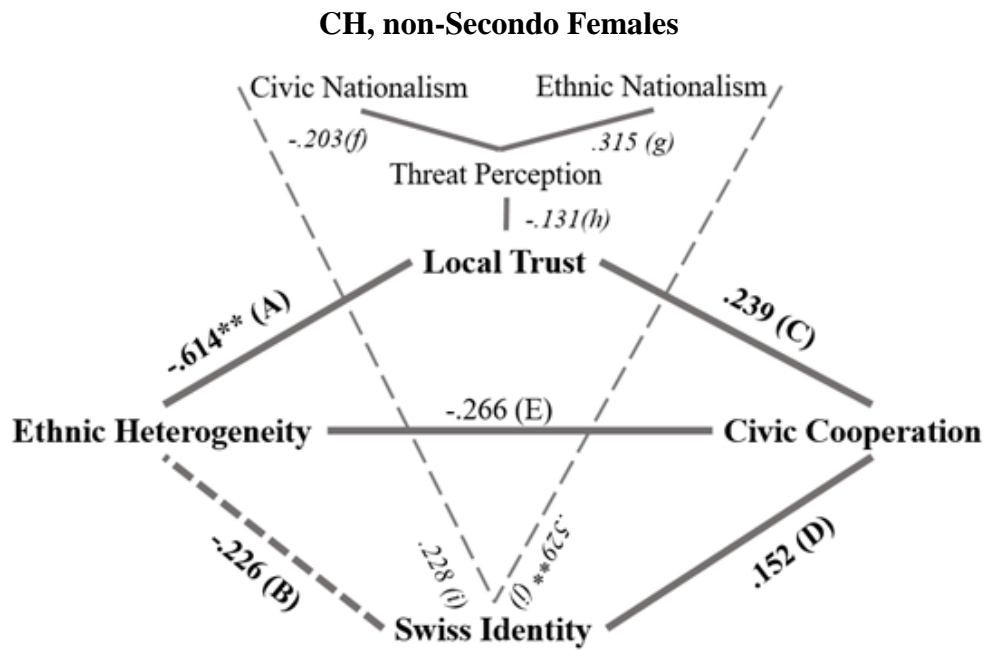 CH, non-Secondo Females
Civic Nationalism
Ethnic Nationalism
-.203(f)
.315 (g)
Threat Perception
-.131(h)
Local Trust
-.614** (A)
.239 (C)
-.266 (E)
Ethnic Heterogeneity
Civic Cooperation
-.226 (B)
.228 (i)
.529** (j)
.152 (D)
Swiss Identity